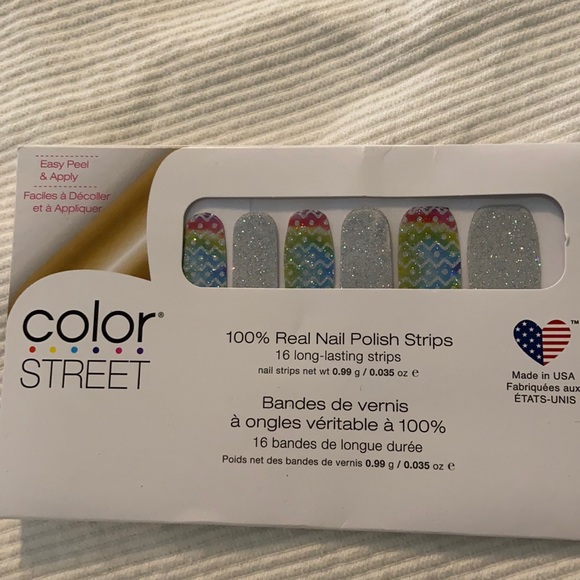 Easy Peel
& Apply
Faciles à Décoller
et à Appliquer
color®
STREET
100% Real Nail Polish Strips
16 long-lasting strips
nail strips net wt 0.99 g / 0.035 oz e
Bandes de vernis
à ongles véritable à 100%
16 bandes de longue durée
Poids net des bandes de vernis 0.99 g / 0.035 oz e
TM
Made in USA
Fabriquées aux
ÉTATS-UNIS